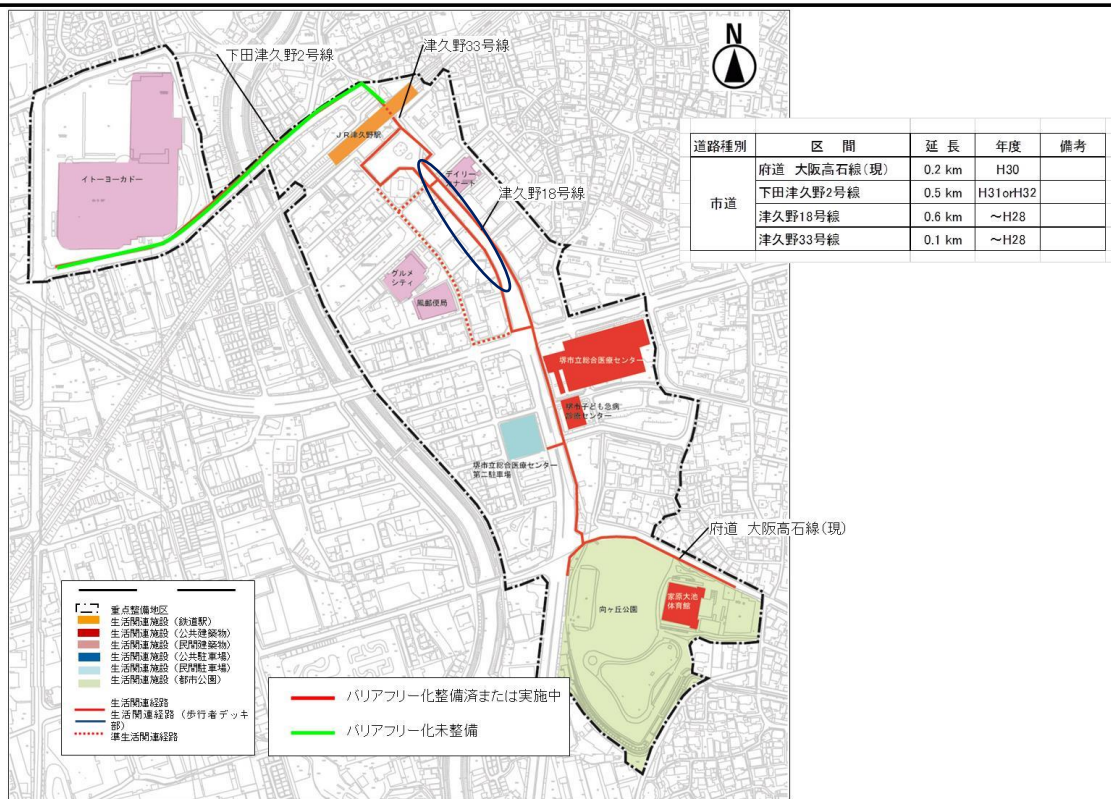 下田津久野2号線
津久野33号線
N
JR津久野駅
イトーヨーカドー
デイリー
カナート
津久野18号線
グルメ
シティ
鳳郵便局
堺市立総合医療センター
堺市子ども急病
診療センター
堺市立総合医療センター
第二駐車場
府道 大阪高石線(現)
向ヶ丘公園
家原大池
体育館
道路種別 区 間 延 長 年度 備考
市道
府道 大阪高石線(現) 0.2 km H30
下田津久野2号線 0.5 km H31orH32
津久野18号線 0.6 km ～H28
津久野33号線 0.1 km ～H28
重点整備地区
生活関連施設（鉄道駅）
生活関連施設（公共建築物）
生活関連施設（民間建築物）
生活関連施設（公共駐車場）
生活関連施設（民間駐車場）
生活関連施設（都市公園）
生活関連経路
生活関連経路（歩行者デッキ
部）
準生活関連経路
バリアフリー化整備済または実施中
バリアフリー化未整備